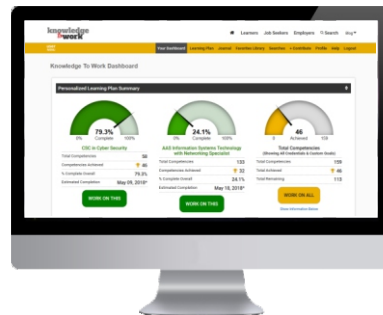 knowledge
to work
Learners Job Seekers Employers Search
Your Dashboard Learning Plan Journal Favorites Library Searches + Contribute Profile Help Logout
Knowledge To Work Dashboard
Personalized Learning Plan Summary
79.3%
0% Complete 100%
CSC in Cyber Security
Total Competencies 58
Competencies Achieved 46
% Complete Overall 79.3%
Estimated Completion May 09, 2018*
WORK ON THIS
24.1%
0% Complete 100%
AAS Information Systems Technology
with Networking Specialist
Total Competencies 133
Competencies Achieved 32
% Complete Overall 24.1%
Estimated Completion May 18, 2018*
WORK ON THIS
46
0 Achieved 159
Total Competencies
(Showing All Credentials & Custom Goals)
Total Competencies 159
Total Achieved 46
Total Remaining 113
WORK ON ALL